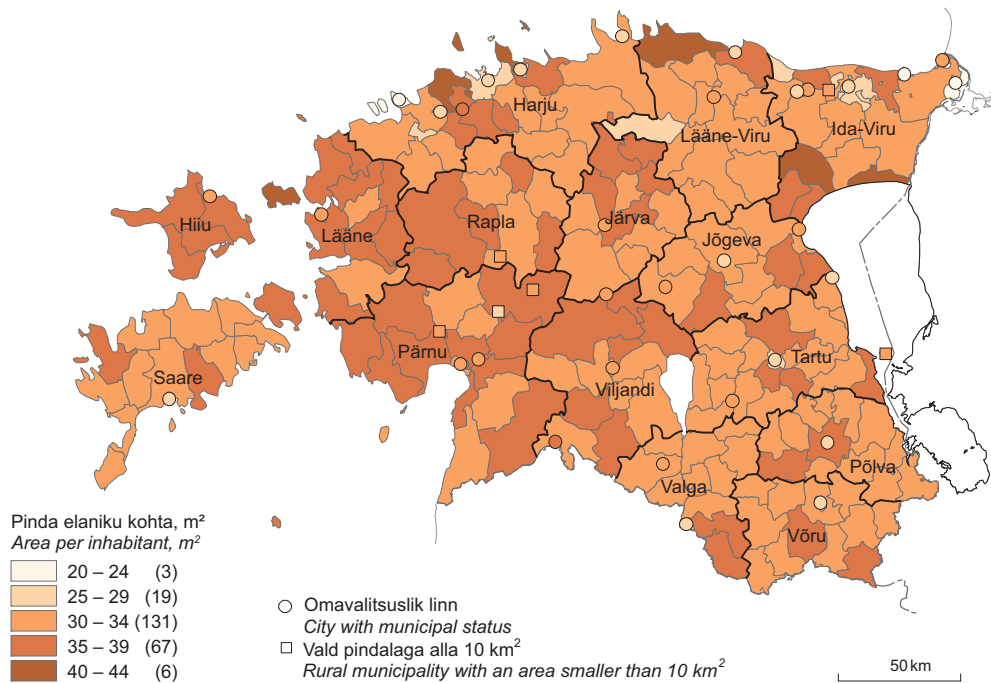 Harju
Lääne-Viru
Ida-Viru
Hiiu
Lääne
Rapla
Järva
Jõgeva
Saare
Pärnu
Viljandi
Tartu
Valga
Põlva
Võru
Pinda elaniku kohta, m²
Area per inhabitant, m²
20 – 24 (3)
25 – 29 (19)
30 – 34 (131)
35 – 39 (67)
40 – 44 (6)
Omavalitsuslik linn
City with municipal status
Vald pindalaga alla 10 km²
Rural municipality with an area smaller than 10 km²
50 km